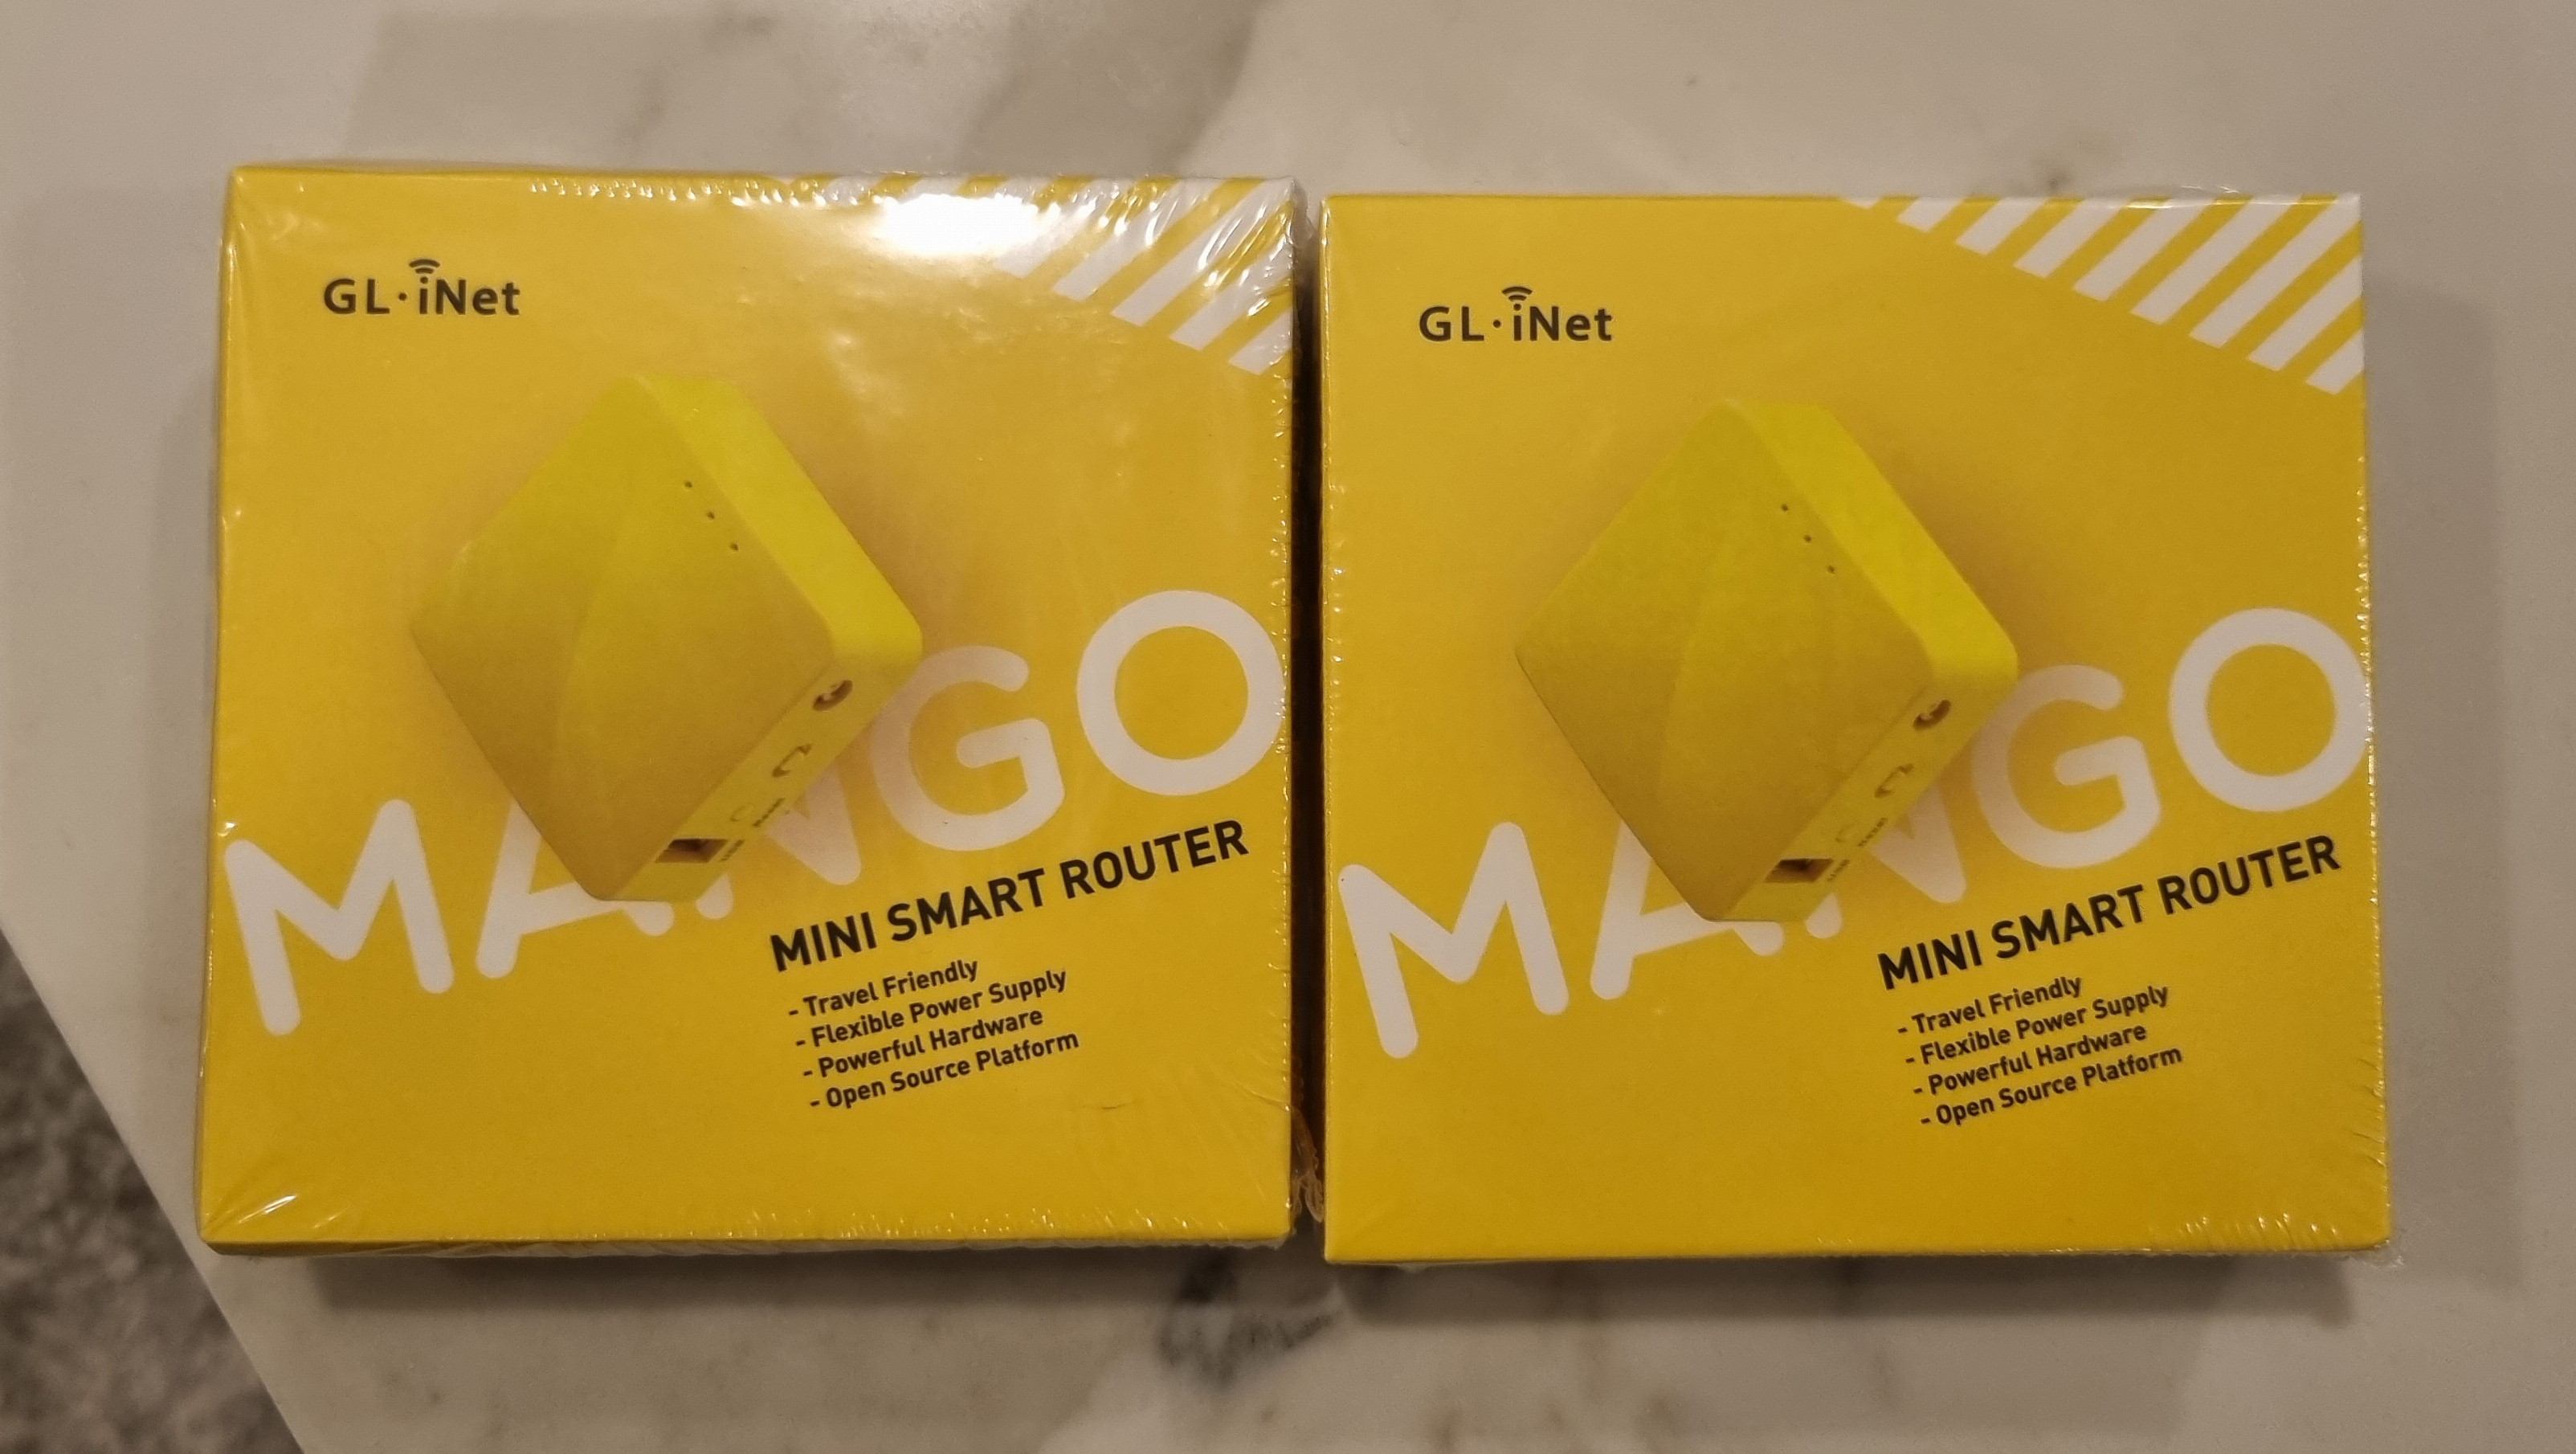 GL·iNet
MANGO
MINI SMART ROUTER
- Travel Friendly
- Flexible Power Supply
- Powerful Hardware
- Open Source Platform
GL·iNet
MANGO
MINI SMART ROUTER
- Travel Friendly
- Flexible Power Supply
- Powerful Hardware
- Open Source Platform